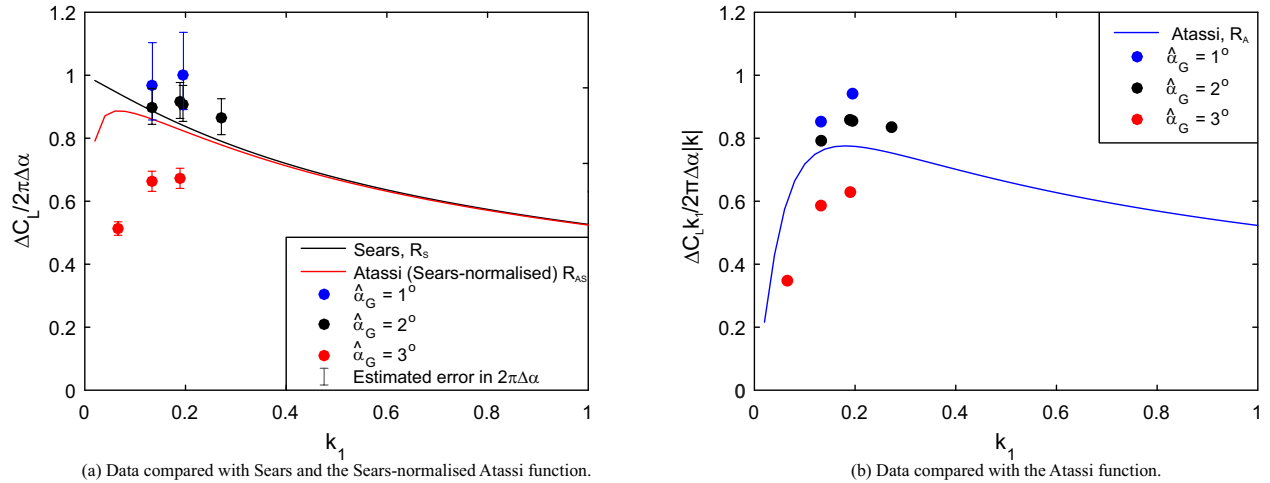 1.2
1
0.8
0.6
0.4
0.2
0
ΔC_L/2πΔα
0 0.2 0.4 0.6 0.8 1
k_1
Sears, R_S
Atassi (Sears-normalised) R_AS
α̂_G = 1°
α̂_G = 2°
α̂_G = 3°
Estimated error in 2πΔα
(a) Data compared with Sears and the Sears-normalised Atassi function.
1.2
1
0.8
0.6
0.4
0.2
0
ΔC_L k_1/2πΔα|k|
0 0.2 0.4 0.6 0.8 1
k_1
Atassi, R_A
α̂_G = 1°
α̂_G = 2°
α̂_G = 3°
(b) Data compared with the Atassi function.